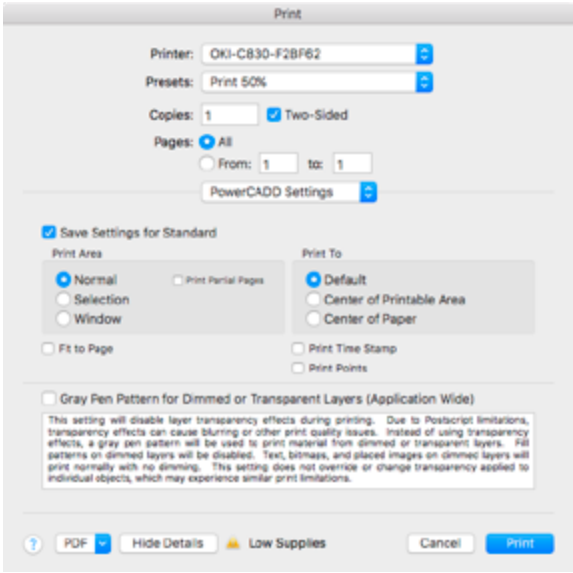 Print
Printer: OKI-C830-F2BF62
Presets: Print 50%
Copies: 1 Two-Sided
Pages: All
From: 1 to: 1
PowerCADD Settings
Save Settings for Standard
Print Area Print To
Normal Print Partial Pages Default
Selection Center of Printable Area
Window Center of Paper
Fit to Page Print Time Stamp
Print Points
Gray Pen Pattern for Dimmed or Transparent Layers (Application Wide)
This setting will disable layer transparency effects during printing. Due to Postscript limitations,
transparency effects can cause blurring or other print quality issues. Instead of using transparency
effects, a gray pen pattern will be used to print material from dimmed or transparent layers. Fill
patterns on dimmed layers will be disabled. Text, bitmaps, and placed images on dimmed layers will
print normally with no dimming. This setting does not override or change transparency applied to
individual objects, which may experience similar print limitations.
? PDF Hide Details Low Supplies Cancel Print